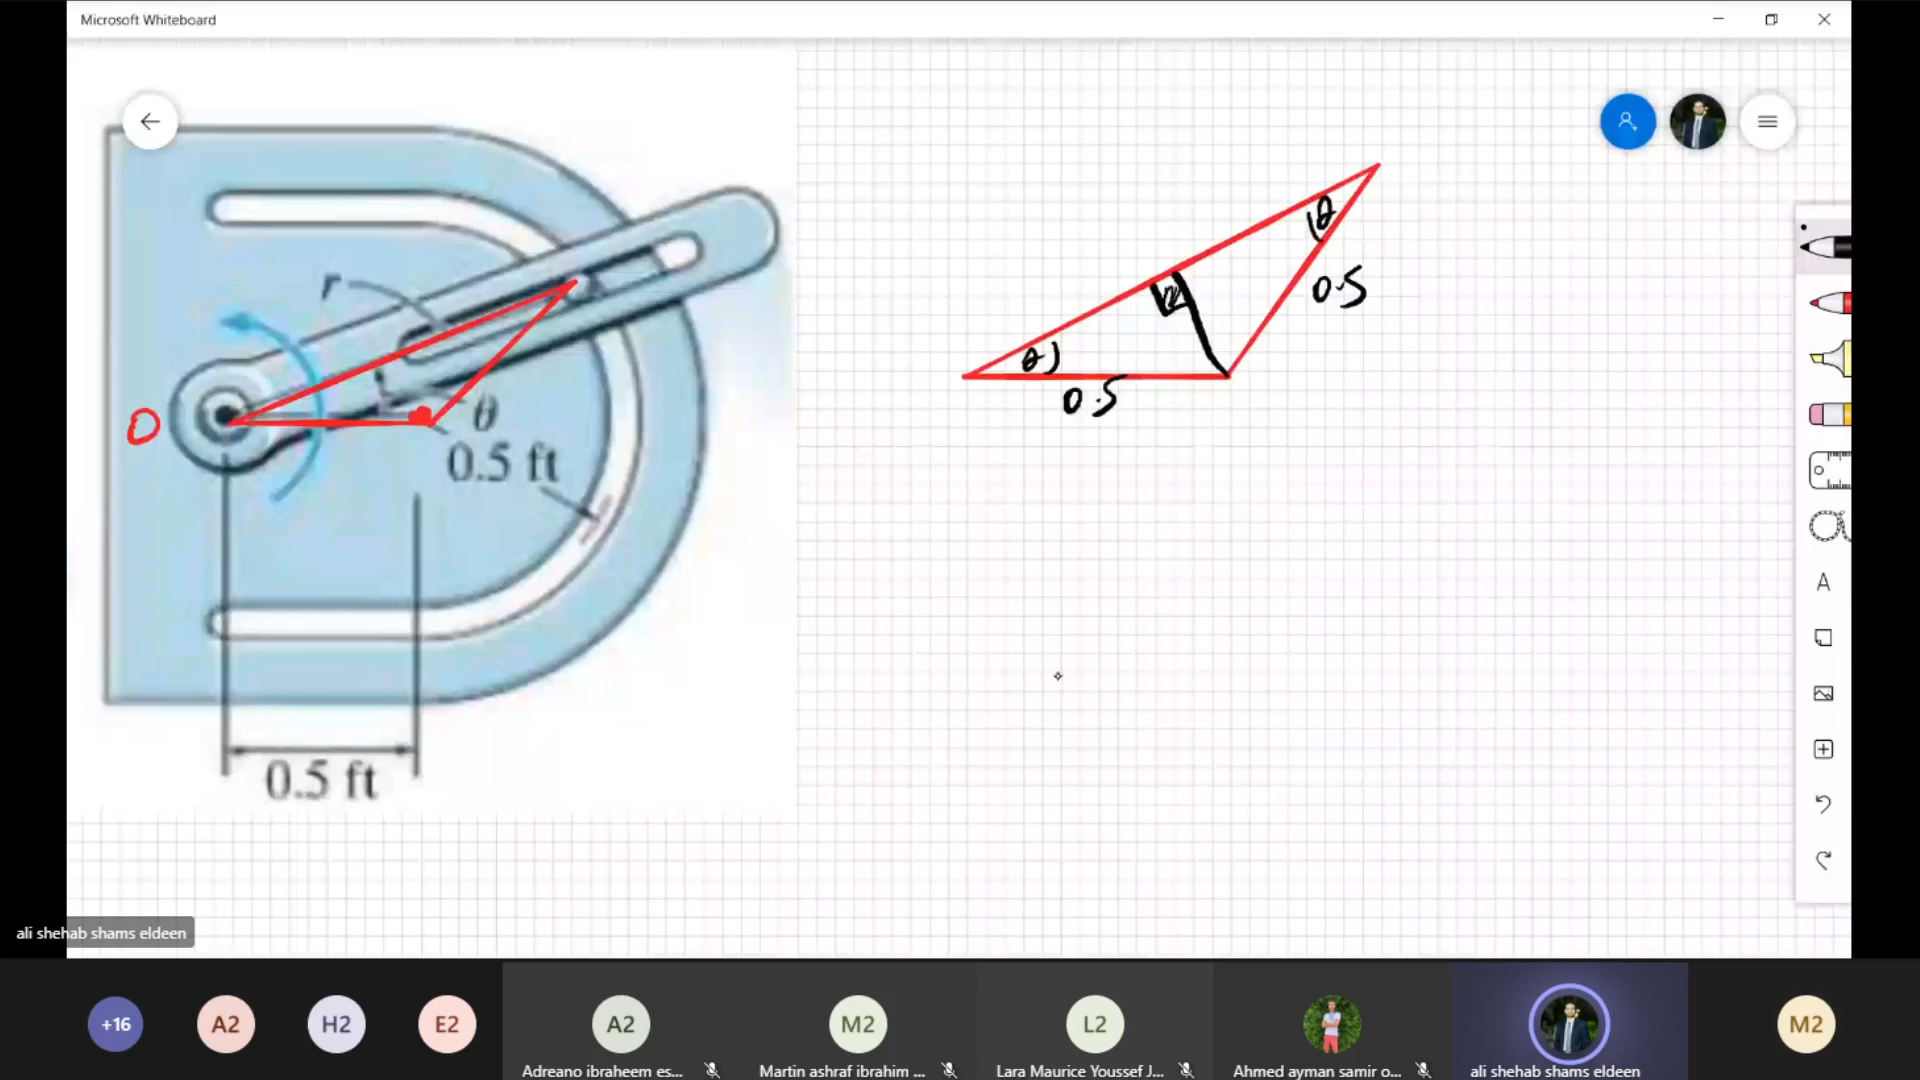 Microsoft Whiteboard
r
θ
θ
0.5
θ
0.5
O
θ
0.5 ft
0.5 ft
A
ali shehab shams eldeen
+16
A2
H2
E2
A2
M2
L2
M2
Adreano ibraheem es...
Martin ashraf ibrahim ...
Lara Maurice Youssef J...
Ahmed ayman samir o...
ali shehab shams eldeen